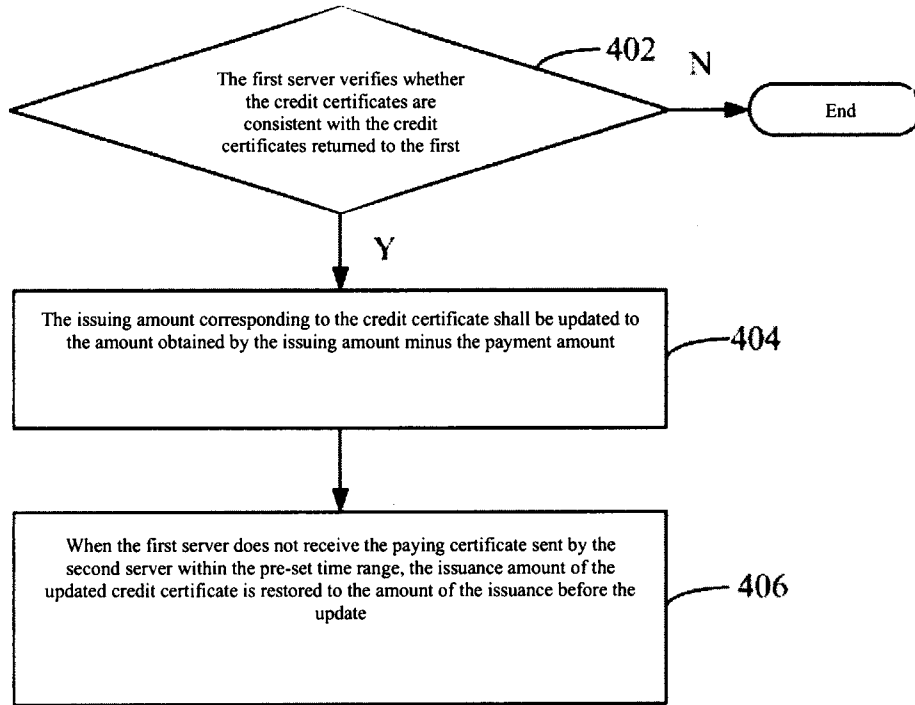 402
The first server verifies whether
the credit certificates are
consistent with the credit
certificates returned to the first
N
End
Y
The issuing amount corresponding to the credit certificate shall be updated to
the amount obtained by the issuing amount minus the payment amount
404
When the first server does not receive the paying certificate sent by the
second server within the pre-set time range, the issuance amount of the
updated credit certificate is restored to the amount of the issuance before the
update
406